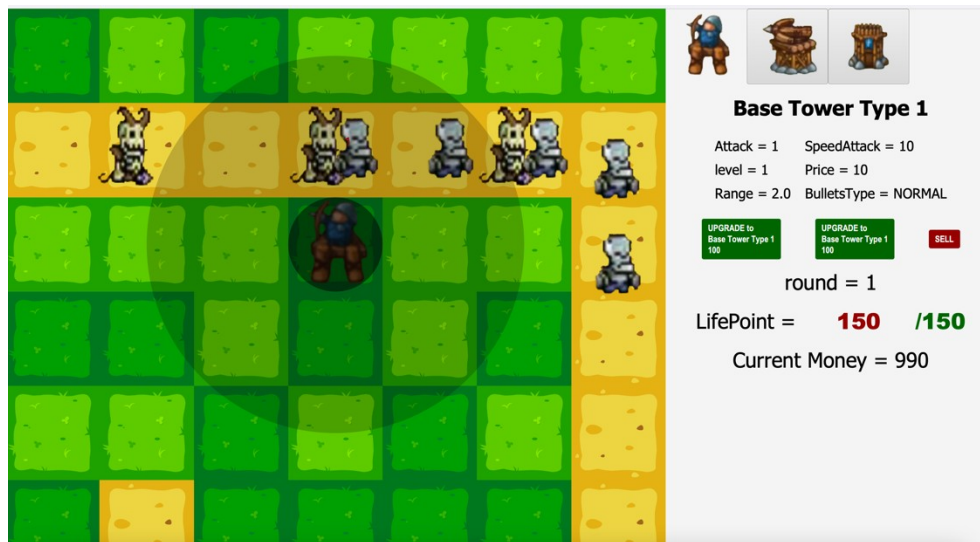 Base Tower Type 1
Attack = 1 SpeedAttack = 10
level = 1 Price = 10
Range = 2.0 BulletsType = NORMAL
UPGRADE to
Base Tower Type 1
100
UPGRADE to
Base Tower Type 1
100
SELL
round = 1
LifePoint = 150 /150
Current Money = 990